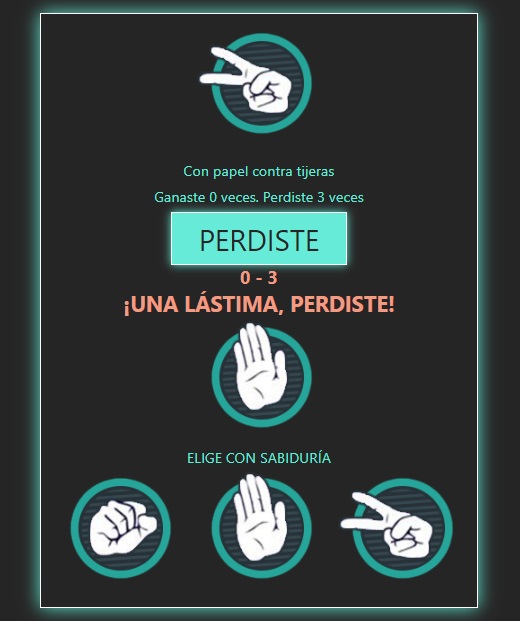 Con papel contra tijeras
Ganaste 0 veces. Perdiste 3 veces
PERDISTE
0 - 3
¡UNA LÁSTIMA, PERDISTE!
ELIGE CON SABIDURÍA